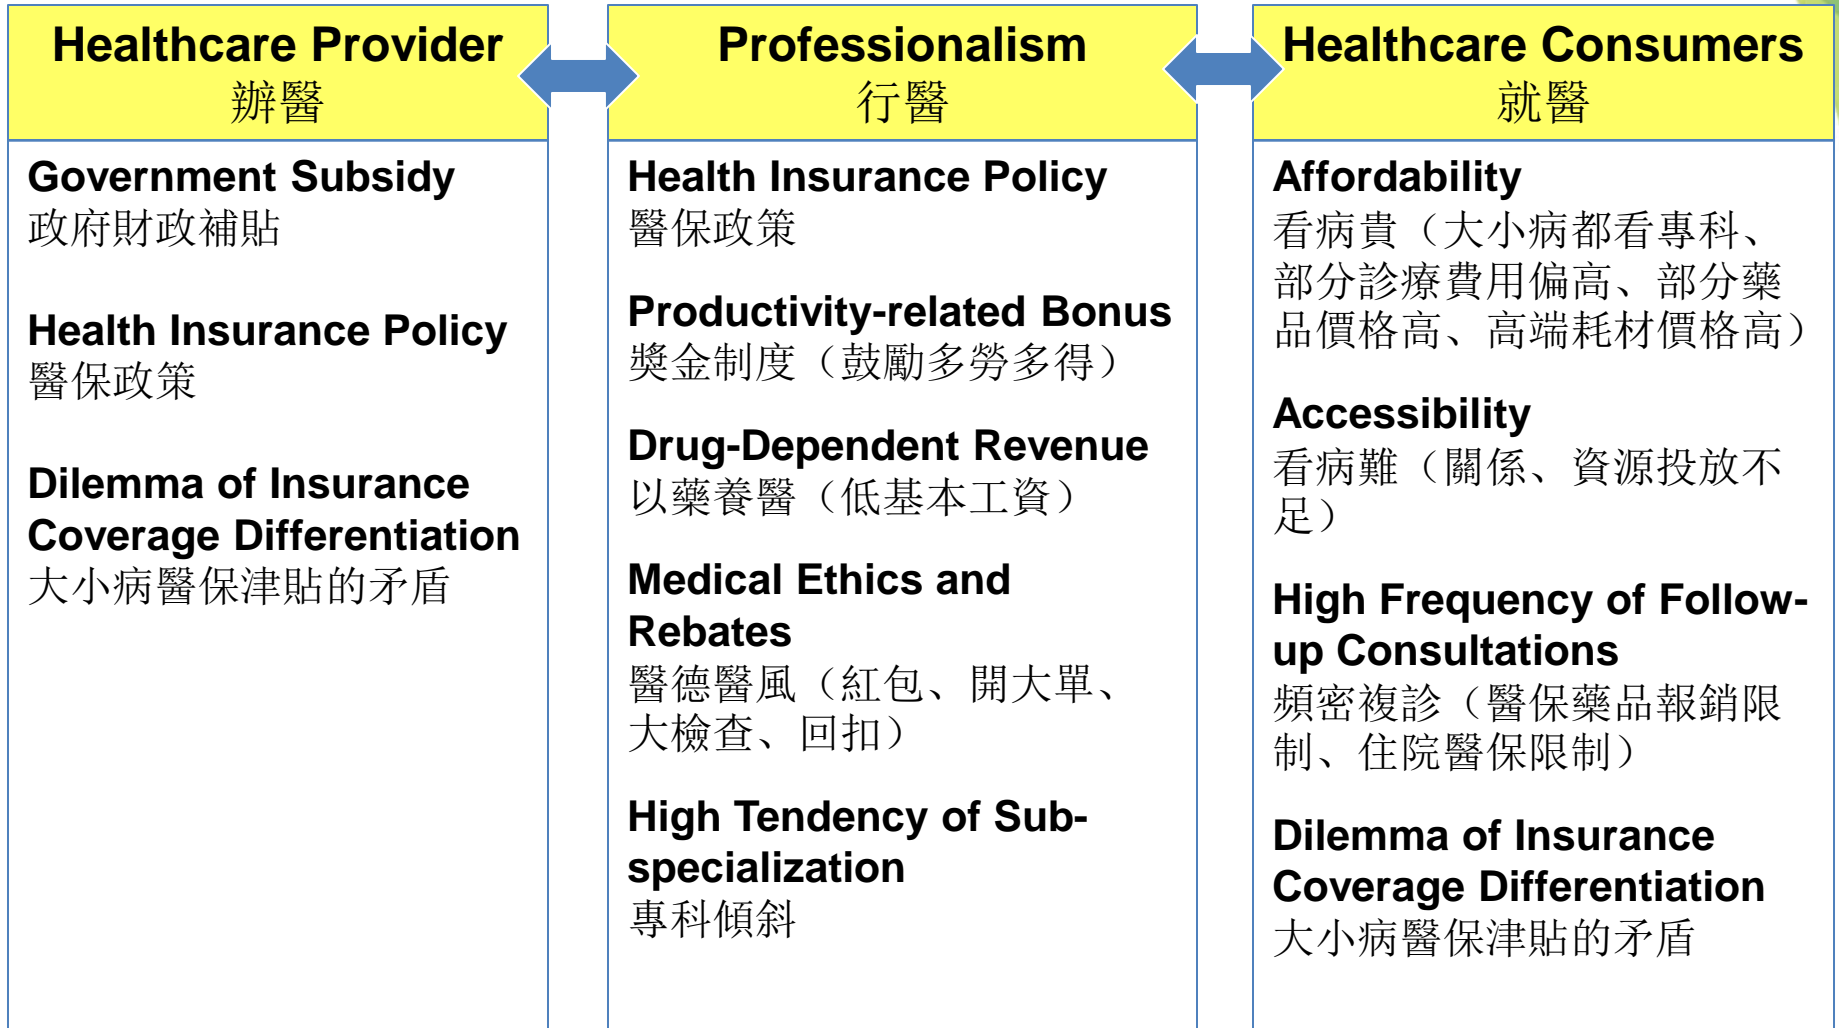 Healthcare Provider
辦醫
Government Subsidy
政府財政補貼
Health Insurance Policy
醫保政策
Dilemma of Insurance
Coverage Differentiation
大小病醫保津貼的矛盾
Professionalism
行醫
Health Insurance Policy
醫保政策
Productivity-related Bonus
獎金制度（鼓勵多勞多得）
Drug-Dependent Revenue
以藥養醫（低基本工資）
Medical Ethics and
Rebates
醫德醫風（紅包、開大單、
大檢查、回扣）
High Tendency of Sub-
specialization
專科傾斜
Healthcare Consumers
就醫
Affordability
看病貴（大小病都看專科、
部分診療費用偏高、部分藥
品價格高、高端耗材價格高）
Accessibility
看病難（關係、資源投放不
足）
High Frequency of Follow-
up Consultations
頻密複診（醫保藥品報銷限
制、住院醫保限制）
Dilemma of Insurance
Coverage Differentiation
大小病醫保津貼的矛盾